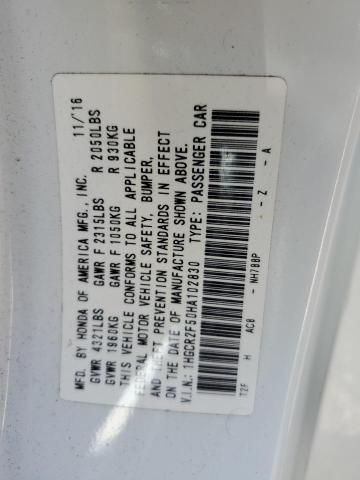 MFD. BY HONDA OF AMERICA MFG., INC. 11/16
GVWR 4321LBS GAWR F 2315LBS R 2050LBS
GVWR 1960KG GAWR F 1050KG R 930KG
THIS VEHICLE CONFORMS TO ALL APPLICABLE
FEDERAL MOTOR VEHICLE SAFETY, BUMPER,
AND THEFT PREVENTION STANDARDS IN EFFECT
ON THE DATE OF MANUFACTURE SHOWN ABOVE.
V.I.N.: 1HGCR2F50HA102830 TYPE: PASSENGER CAR
T2F H AC8 - NH788P - Z - A